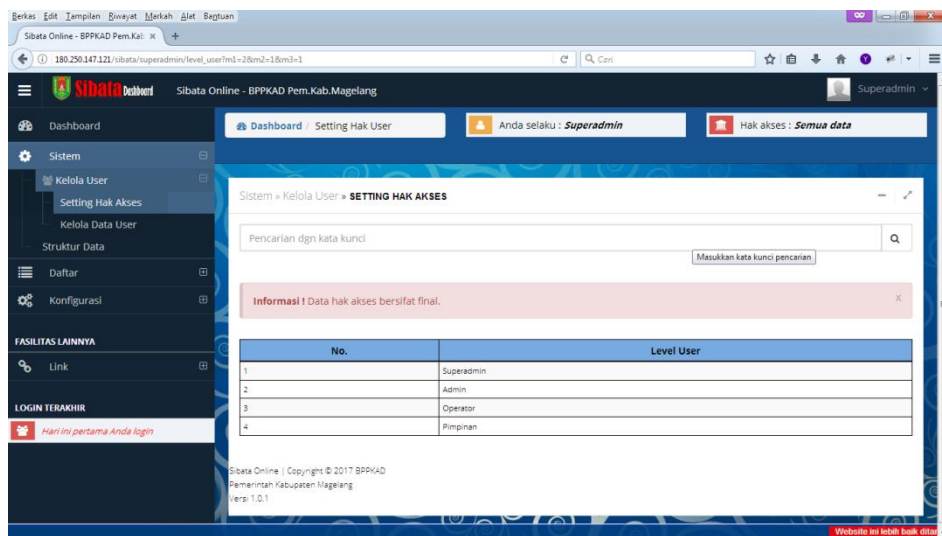 Berkas Edit Tampilan Riwayat Markah Alat Bantuan
Sibata Online - BPPKAD Pem.Kab
180.250.147.121/sibata/superadmin/level_user?m1=2&m2=1&m3=1
Cari
Sibata Dashboard
Sibata Online - BPPKAD Pem.Kab.Magelang
Superadmin
Dashboard
Sistem
Kelola User
Setting Hak Akses
Kelola Data User
Struktur Data
Daftar
Konfigurasi
FASILITAS LAINNYA
Link
LOGIN TERAKHIR
Hari ini pertama Anda login
Dashboard / Setting Hak User
Anda selaku : Superadmin
Hak akses : Semua data
Sistem » Kelola User » SETTING HAK AKSES
Pencarian dgn kata kunci
Masukkan kata kunci pencarian
Informasi ! Data hak akses bersifat final.
No. Level User
1 Superadmin
2 Admin
3 Operator
4 Pimpinan
Sibata Online | Copyright © 2017 BPPKAD
Pemerintah Kabupaten Magelang
Versi 1.0.1
Website ini lebih baik ditam